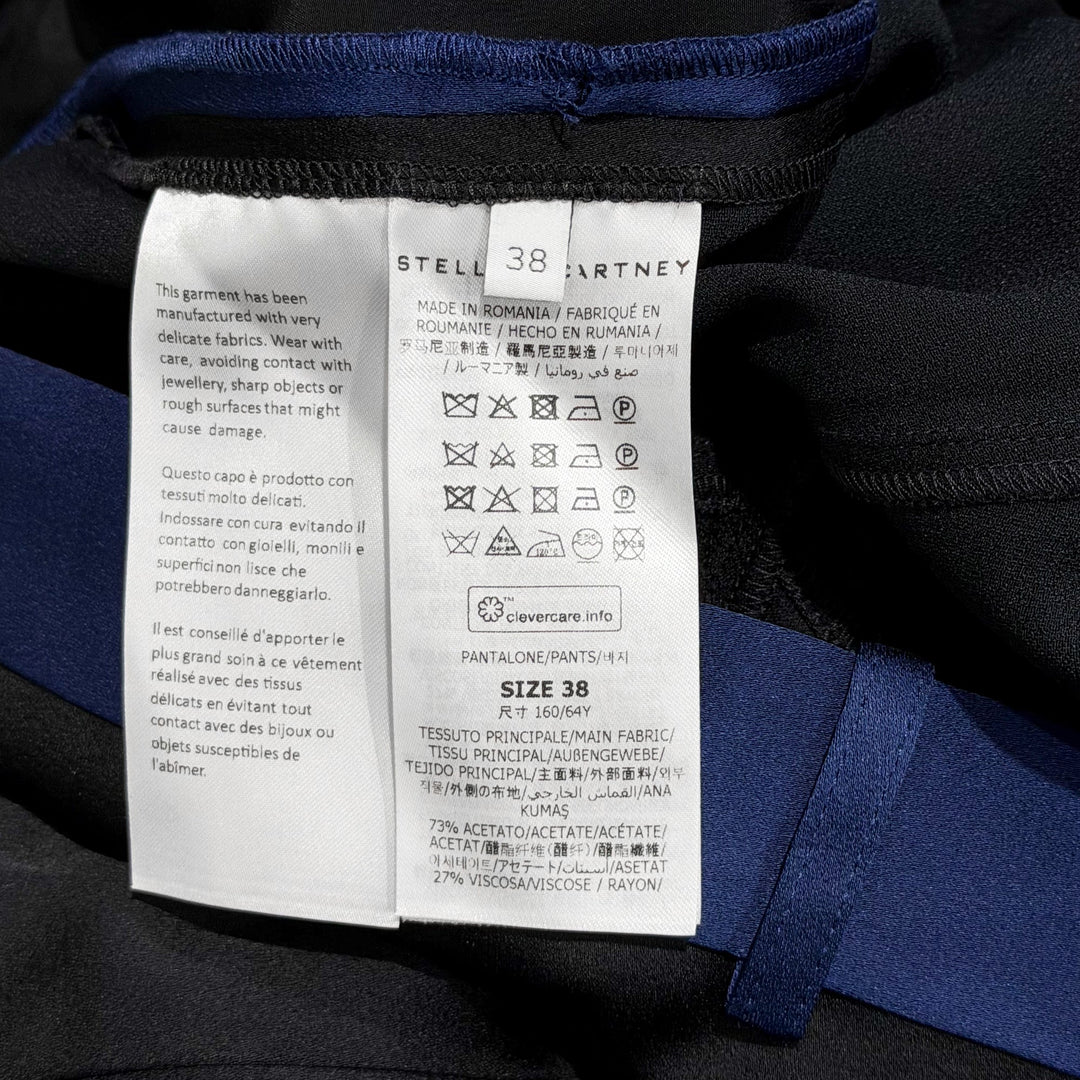 This garment has been
manufactured with very
delicate fabrics. Wear with
care, avoiding contact with
jewellery, sharp objects or
rough surfaces that might
cause damage.
Questo capo è prodotto con
tessuti molto delicati.
Indossare con cura evitando il
contatto con gioielli, monili e
superfici non lisce che
potrebbero danneggiarlo.
Il est conseillé d'apporter le
plus grand soin à ce vêtement
réalisé avec des tissus
délicats en évitant tout
contact avec des bijoux ou
objets susceptibles de
l'abîmer.
38
STELL CARTNEY
MADE IN ROMANIA / FABRIQUÉ EN
ROUMANIE / HECHO EN RUMANIA /
罗马尼亚制造 / 羅馬尼亞製造 / 루마니아제
/ ルーマニア製 / صنع في رومانيا
P
P
P
120°C
clevercare.info
PANTALONE/PANTS/바지
SIZE 38
尺寸 160/64Y
TESSUTO PRINCIPALE/MAIN FABRIC/
TISSU PRINCIPAL/AUßENGEWEBE/
TEJIDO PRINCIPAL/主面料/外部面料/외부
직물/外側の布地/القماش الخارجي/ANA
KUMAŞ
73% ACETATO/ACETATE/ACÉTATE/
ACETAT/醋酯纤维(醋纤)/醋酯纖維/
아세테이트/アセテート/أسيتات/ASETAT
27% VISCOSA/VISCOSE / RAYON/